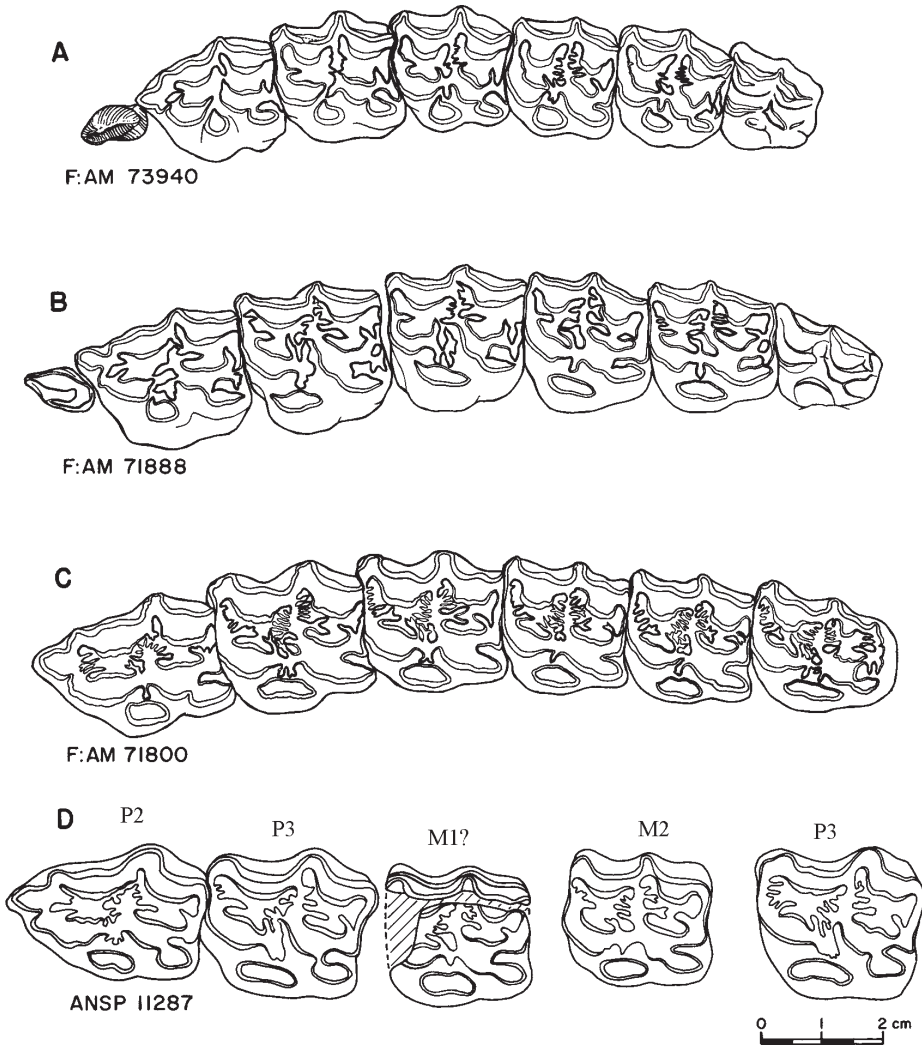 A
F:AM 73940
B
F:AM 71888
C
F:AM 71800
D P2 P3 M1? M2 P3
ANSP 11287
0 1 2 cm